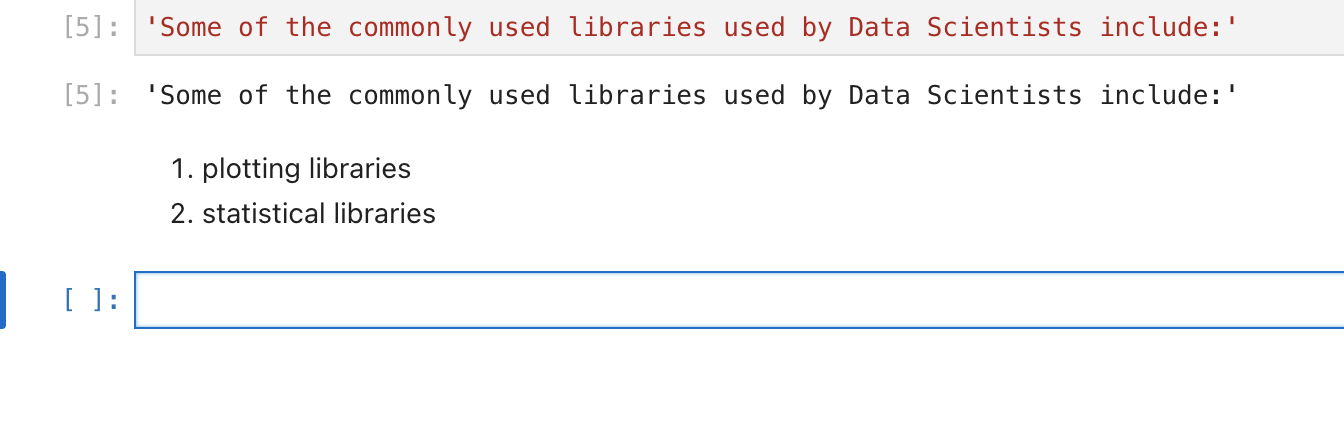 [5]: 'Some of the commonly used libraries used by Data Scientists include:'
[5]: 'Some of the commonly used libraries used by Data Scientists include:'
1. plotting libraries
2. statistical libraries
[ ]: